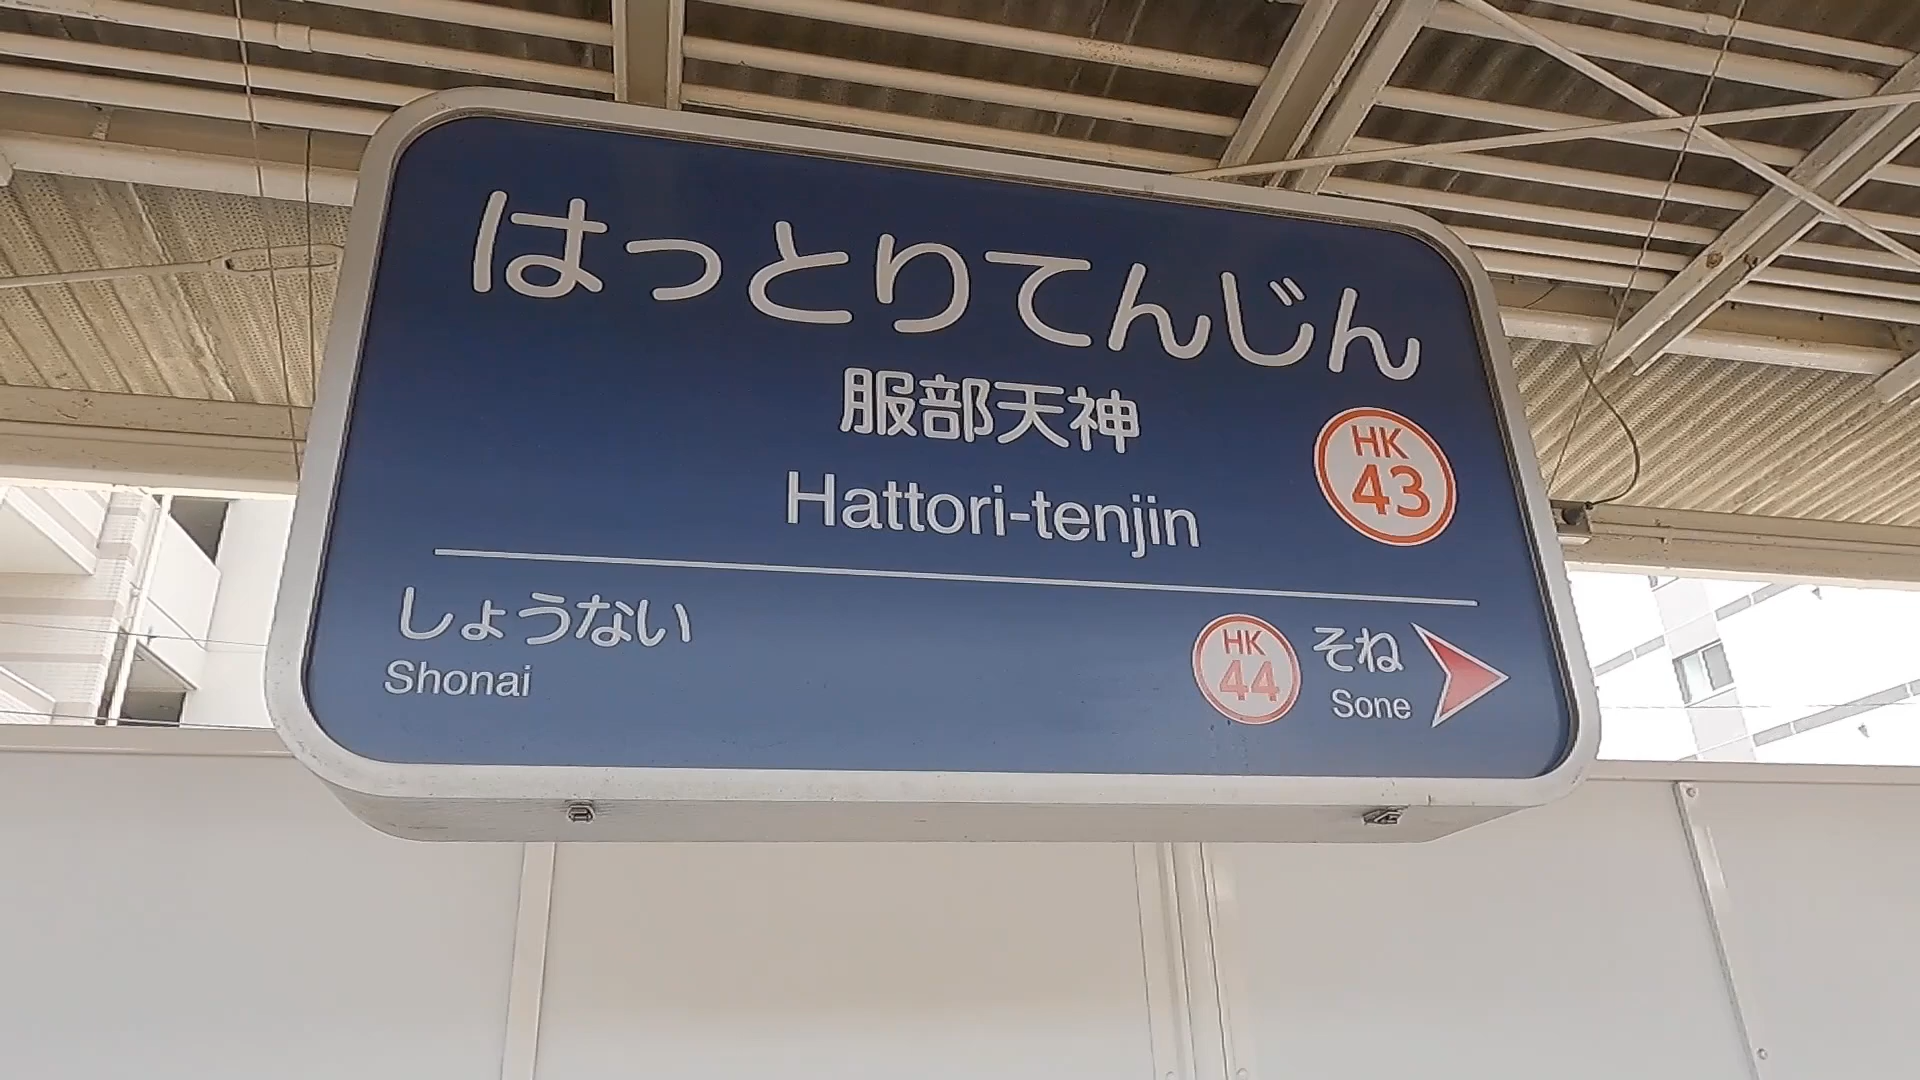 はっとりてんじん
服部天神
Hattori-tenjin
HK
43
しょうない
Shonai
HK
44
そね
Sone